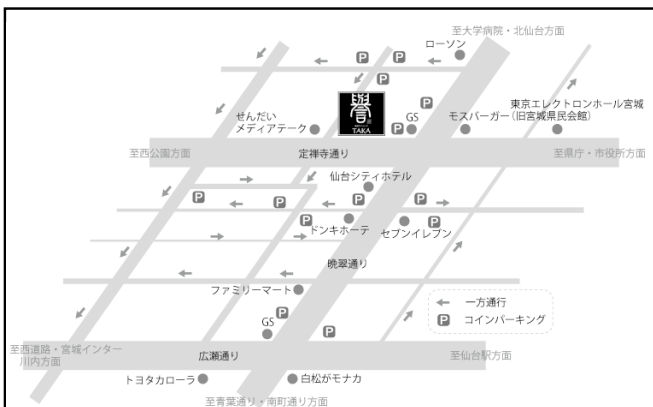 至大学病院・北仙台方面
ローソン
P
P
P
P
誉
TAKA
せんだい
メディアテーク
P
GS
東京エレクトロンホール宮城
モスバーガー(旧宮城県民会館)
至西公園方面
定禅寺通り
至県庁・市役所方面
仙台シティホテル
P
P
P
P
ドンキホーテ
P
セブンイレブン
晩翠通り
ファミリーマート
一方通行
P コインパーキング
P
GS
P
至西道路・宮城インター
川内方面
広瀬通り
至仙台駅方面
トヨタカローラ
白松がモナカ
至青葉通り・南町通り方面